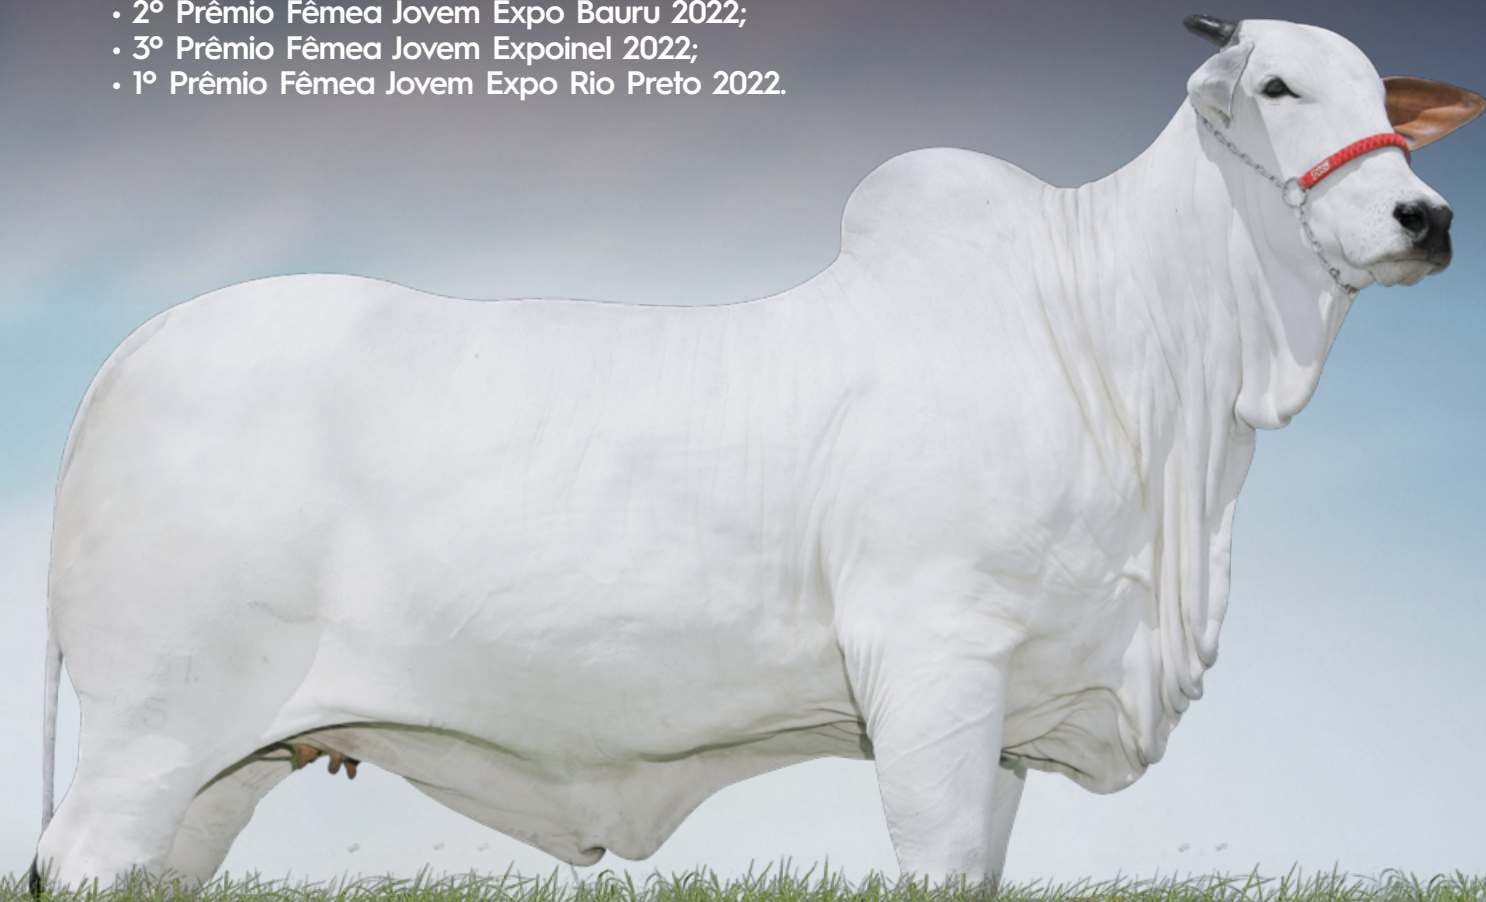 • 2º Prêmio Fêmea Jovem Expo Bauru 2022;
• 3º Prêmio Fêmea Jovem Expoinel 2022;
• 1º Prêmio Fêmea Jovem Expo Rio Preto 2022.